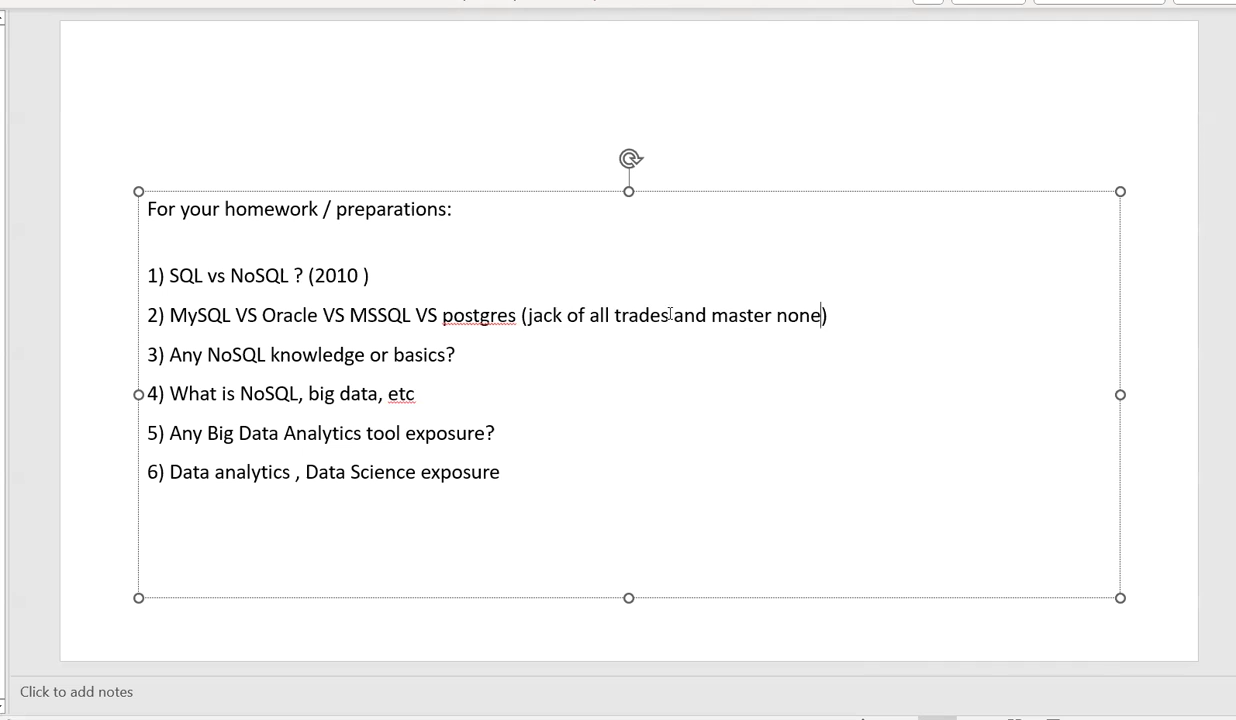 For your homework / preparations:
1) SQL vs NoSQL ? (2010 )
2) MySQL VS Oracle VS MSSQL VS postgres (jack of all trades and master none)
3) Any NoSQL knowledge or basics?
4) What is NoSQL, big data, etc
5) Any Big Data Analytics tool exposure?
6) Data analytics , Data Science exposure
Click to add notes